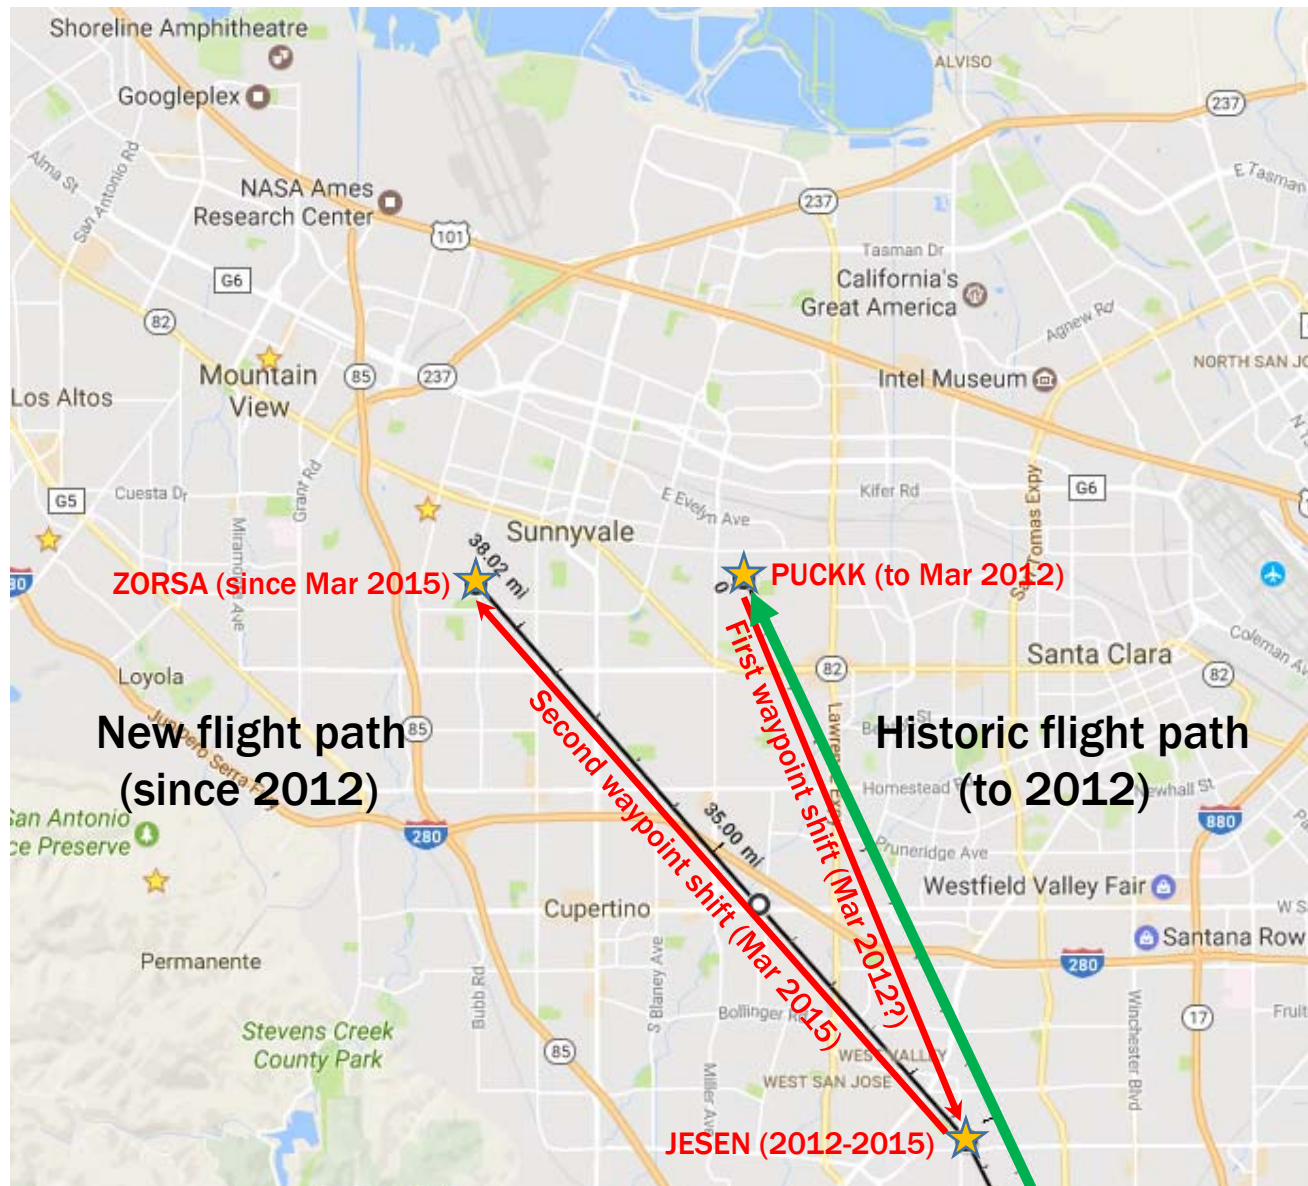 Shoreline Amphitheatre
Googleplex
ALVISO
237
Alma St
San Antonio Rd
NASA Ames
Research Center
101
237
E Tasman
Tasman Dr
California's
Great America
G6
82
Agnew Rd
Mountain
View
85
237
Intel Museum
NORTH SAN JO
Los Altos
G5
Cuesta Dr
Grant Rd
Miramonte Ave
Sunnyvale
E Evelyn Ave
Kifer Rd
San Tomas Expy
G6
38.02 mi
ZORSA (since Mar 2015)
0
PUCKK (to Mar 2012)
80
Coleman Av
Loyola
82
Santa Clara
82
First waypoint shift (Mar 2012?)
Second waypoint shift (Mar 2015)
New flight path
(since 2012)
85
Junipero Serra
Lawrence Exp
Historic flight path
(to 2012)
Homestead
Newhall St
San Antonio
ce Preserve
280
35.00 mi
880
Pruneridge Ave
Westfield Valley Fair
Cupertino
W S
Santana Row
280
Permanente
Bubb Rd
S Blaney Ave
Bollinger Rd
Winchester Blvd
17
Fruit
Stevens Creek
County Park
85
Miller Ave
WEST VALLEY
WEST SAN JOSE
JESEN (2012-2015)